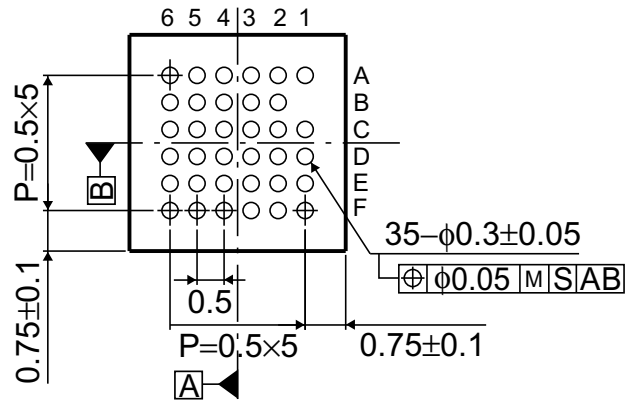 6 5 4 3 2 1
A
B
C
D
E
F
P=0.5×5
B
0.75±0.1
35–ϕ0.3±0.05
⌖ ϕ0.05 M S AB
0.5
P=0.5×5
0.75±0.1
A